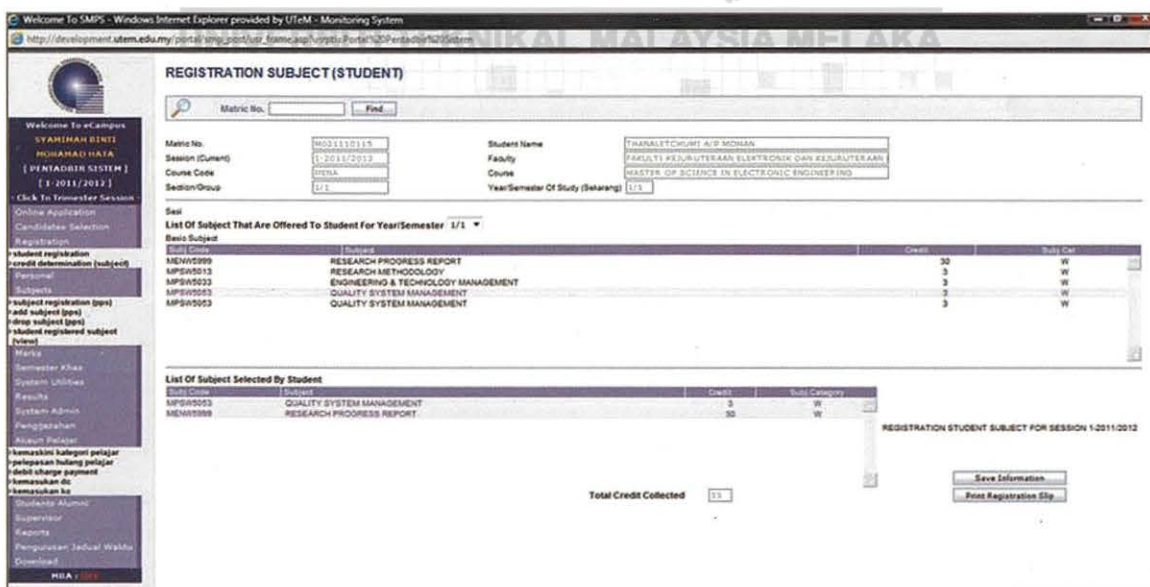 Welcome To SMPS - Windows Internet Explorer provided by UTeM - Monitoring System
UNIVERSITI TEKNIKAL MALAYSIA MELAKA
REGISTRATION SUBJECT (STUDENT)
Matric No. Find
Welcome To eCampus
SYAMIMAH BINTI
MOHAMAD HATA
[ PENTADBIR SISTEM ]
[ 1-2011/2012 ]
- Click To Trimester Session -
Online Application
Candidates Selection
Registration
student registration
credit determination (subject)
Personal
Subjects
subject registration (pps)
add subject (pps)
drop subject (pps)
student registered subject
(view)
Marks
Semester Khas
System Utilities
Results
System Admin
Penggajahan
Akaun Pelajar
kemaskini kategori pelajar
pelepasan hutang pelajar
debit charge payment
kemasukan dc
kemasukan ko
Students Alumni
Supervisor
Reports
Pengurusan Jadual Waktu
Download
Matric No. M021110115 Student Name THANALETCHUMI A/P MOHAN
Session (Current) 1-2011/2012 Faculty FAKULTI KEJURUTERAAN ELEKTRONIK DAN KEJURUTERAAN
Course Code MENA Course MASTER OF SCIENCE IN ELECTRONIC ENGINEERING
Section/Group 1/1 Year/Semester Of Study (Sekarang) 1/1
Sesi
List Of Subject That Are Offered To Student For Year/Semester 1/1
Basic Subject
Subj Code Subject Credit Subj Cat
MENW5999 RESEARCH PROGRESS REPORT 30 W
MPSW5013 RESEARCH METHODOLOGY 3 W
MPSW5033 ENGINEERING & TECHNOLOGY MANAGEMENT 3 W
MPSW5053 QUALITY SYSTEM MANAGEMENT 3 W
MPSW5053 QUALITY SYSTEM MANAGEMENT 3 W
List Of Subject Selected By Student
Subj Code Subject Credit Subj Category
MPSW5053 QUALITY SYSTEM MANAGEMENT 3 W
MENW5999 RESEARCH PROGRESS REPORT 30 W
REGISTRATION STUDENT SUBJECT FOR SESSION 1-2011/2012
Save Information
Total Credit Collected
Print Registration Slip